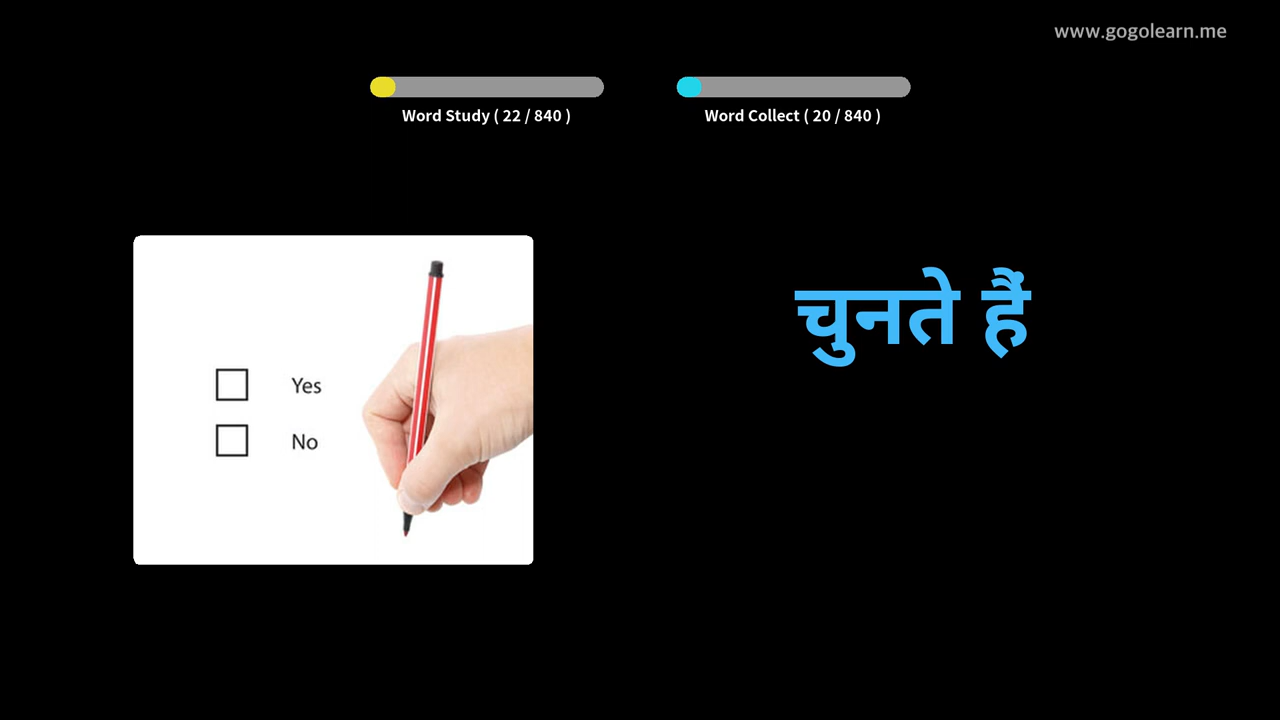 www.gogolearn.me
Word Study ( 22 / 840 )
Word Collect ( 20 / 840 )
Yes
No
चुनते हैं